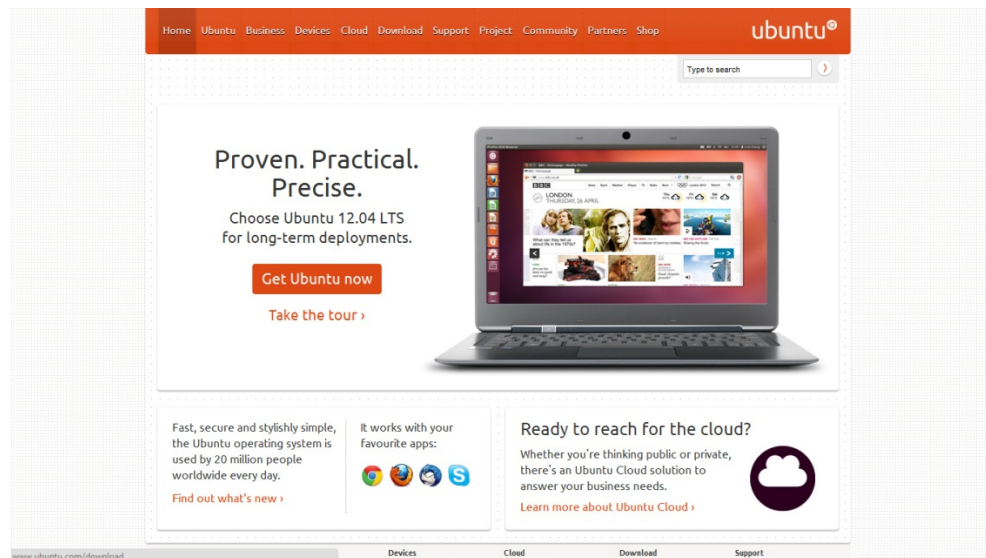 Home Ubuntu Business Devices Cloud Download Support Project Community Partners Shop
ubuntu®
Type to search
Proven. Practical.
Precise.
Choose Ubuntu 12.04 LTS
for long-term deployments.
Get Ubuntu now
Take the tour ›
BBC
LONDON
THURSDAY, 26 APRIL
Fast, secure and stylishly simple,
the Ubuntu operating system is
used by 20 million people
worldwide every day.
Find out what's new ›
It works with your
favourite apps:
Ready to reach for the cloud?
Whether you're thinking public or private,
there's an Ubuntu Cloud solution to
answer your business needs.
Learn more about Ubuntu Cloud ›
www.ubuntu.com/download
Devices Cloud Download Support